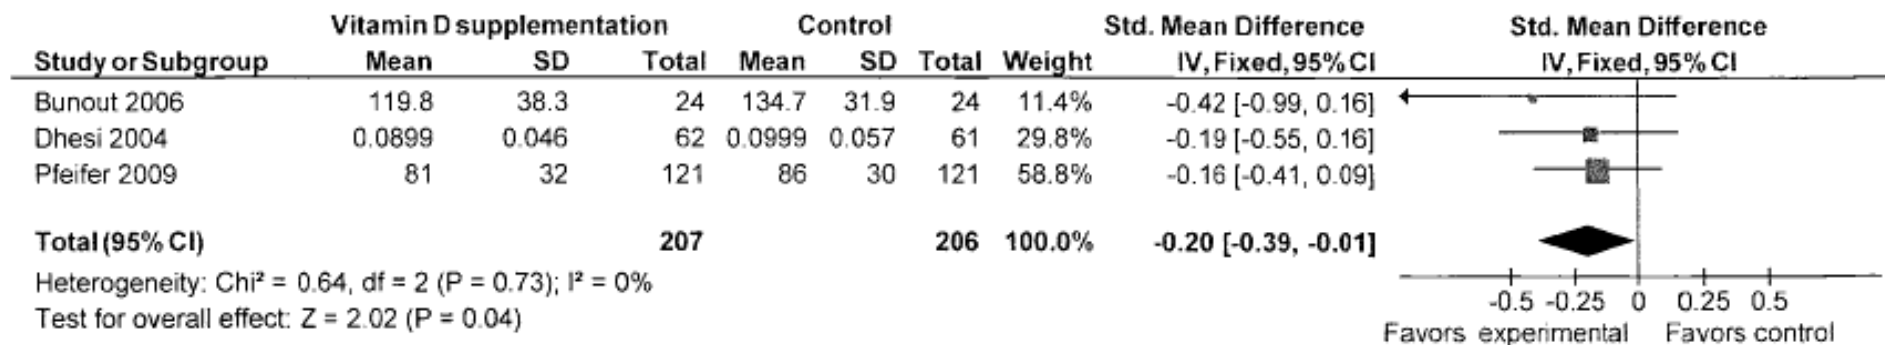 Vitamin D supplementation Control Std. Mean Difference Std. Mean Difference
Study or Subgroup Mean SD Total Mean SD Total Weight IV, Fixed, 95% CI IV, Fixed, 95% CI
Bunout 2006 119.8 38.3 24 134.7 31.9 24 11.4% -0.42 [-0.99, 0.16]
Dhesi 2004 0.0899 0.046 62 0.0999 0.057 61 29.8% -0.19 [-0.55, 0.16]
Pfeifer 2009 81 32 121 86 30 121 58.8% -0.16 [-0.41, 0.09]
Total (95% CI) 207 206 100.0% -0.20 [-0.39, -0.01]
Heterogeneity: Chi² = 0.64, df = 2 (P = 0.73); I² = 0%
Test for overall effect: Z = 2.02 (P = 0.04)
-0.5 -0.25 0 0.25 0.5
Favors experimental Favors control